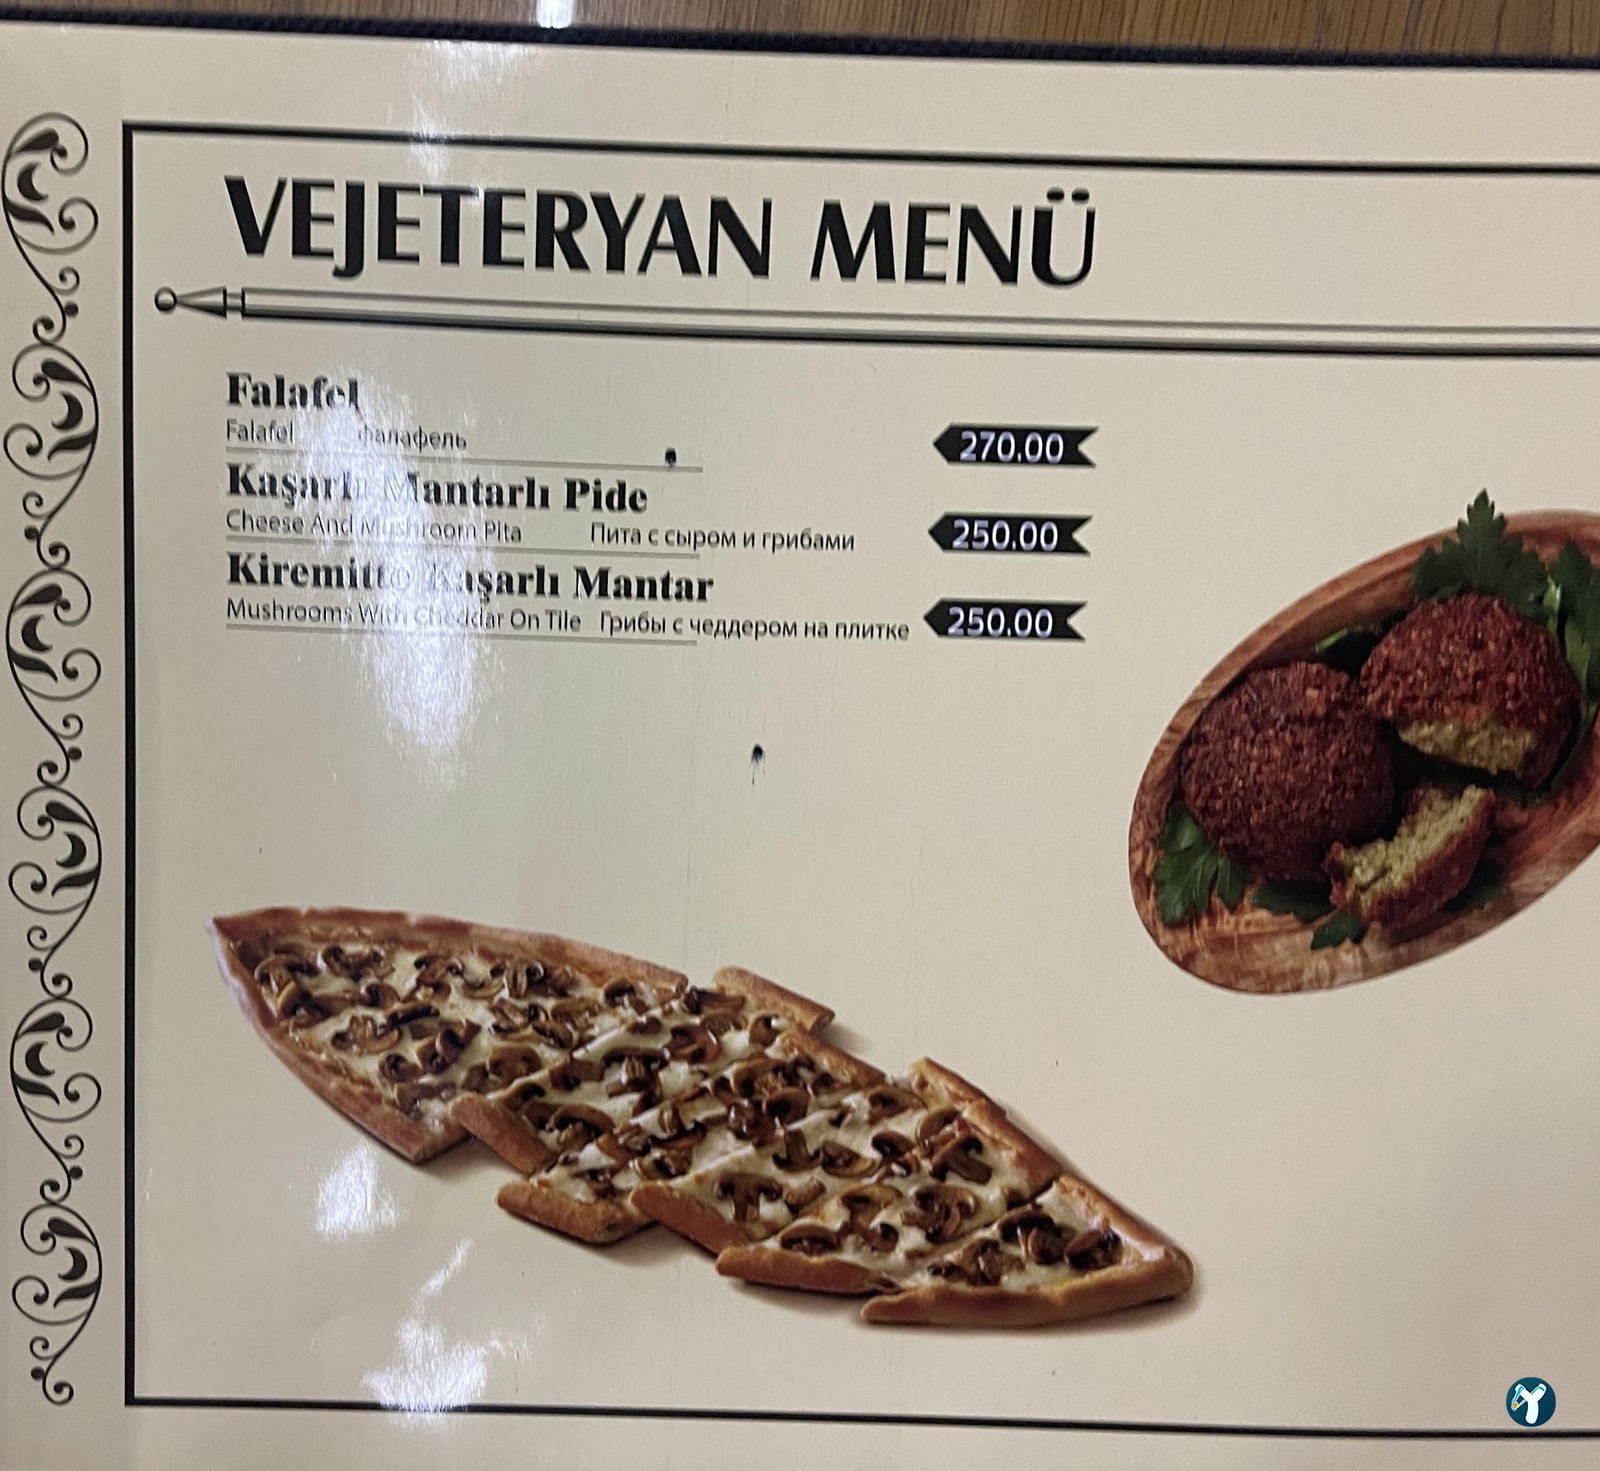 VEJETERYAN MENÜ
Falafel
Falafel фалафель 270.00
Kaşarlı Mantarlı Pide
Cheese And Mushroom Pita Пита с сыром и грибами 250.00
Kiremitte Kaşarlı Mantar
Mushrooms With Cheddar On Tile Грибы с чеддером на плитке 250.00